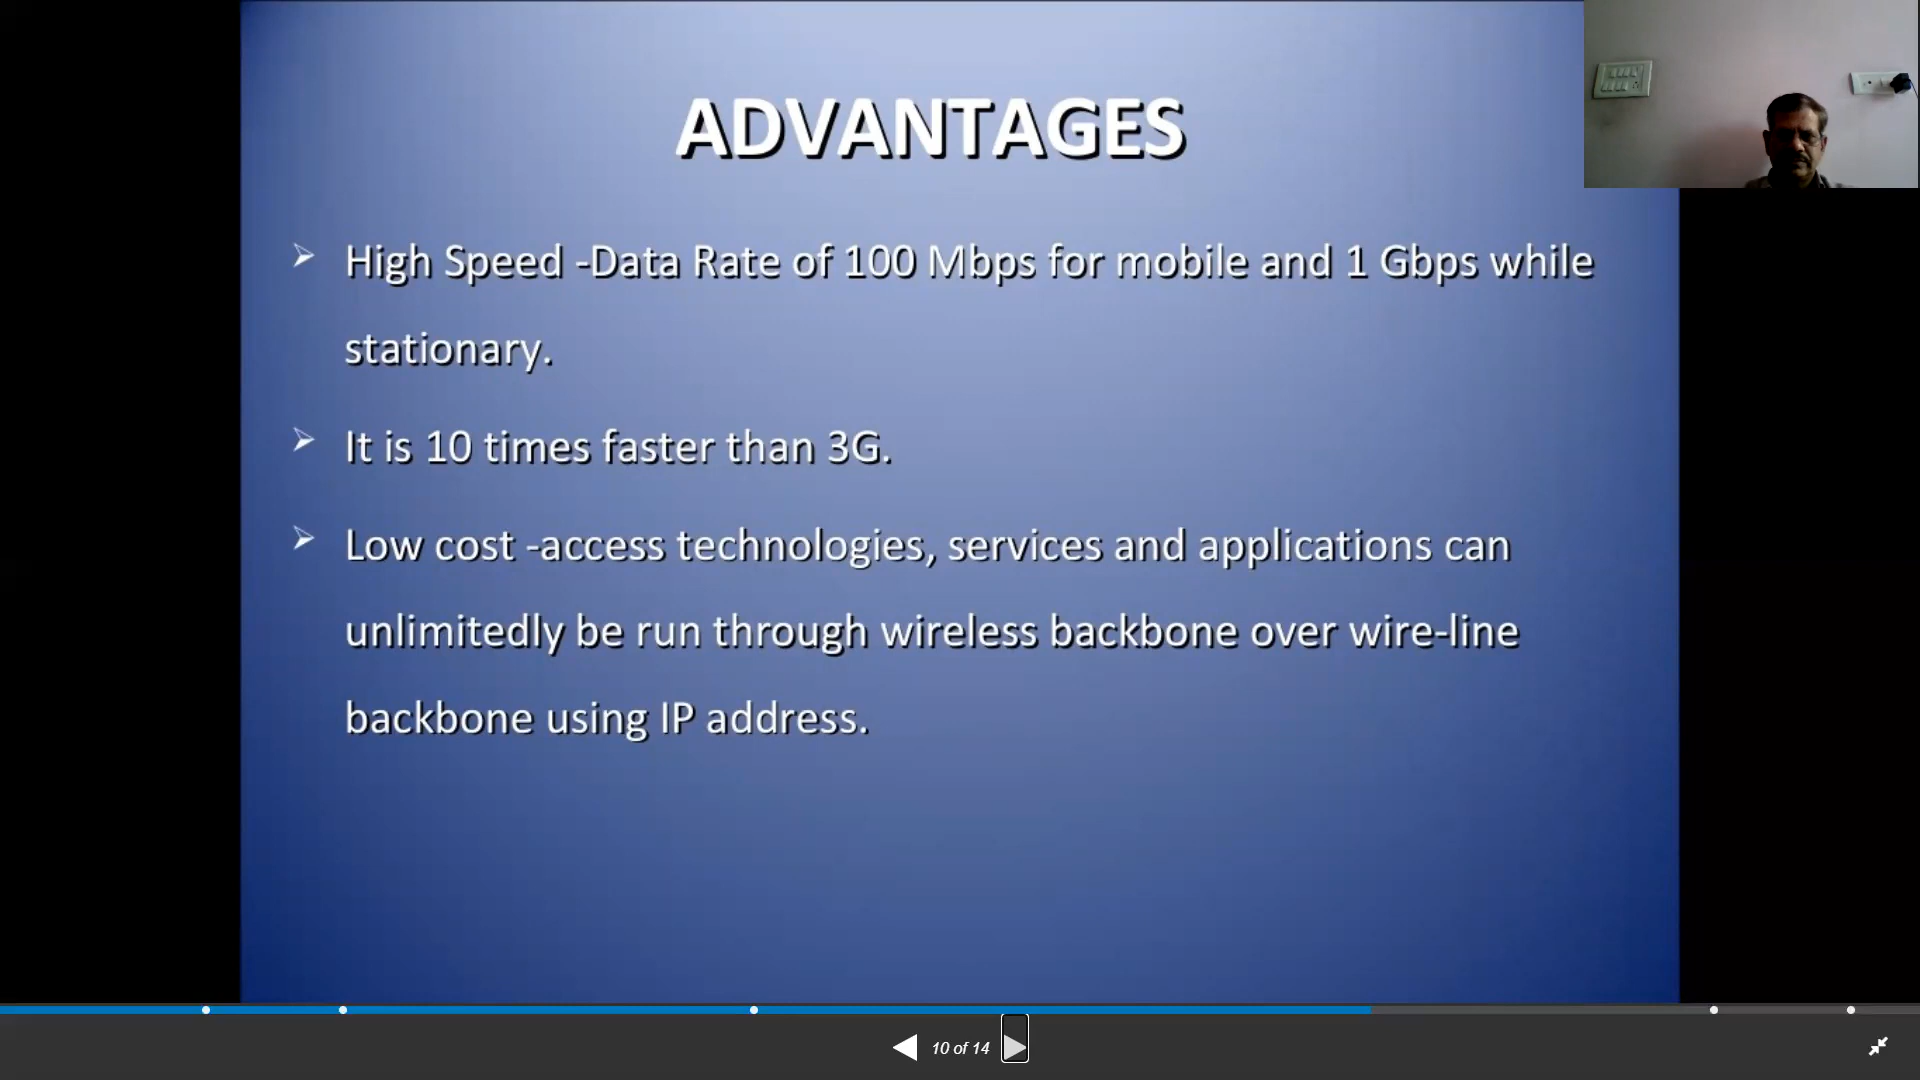 ADVANTAGES
High Speed -Data Rate of 100 Mbps for mobile and 1 Gbps while
stationary.
It is 10 times faster than 3G.
Low cost -access technologies, services and applications can
unlimitedly be run through wireless backbone over wire-line
backbone using IP address.
10 of 14